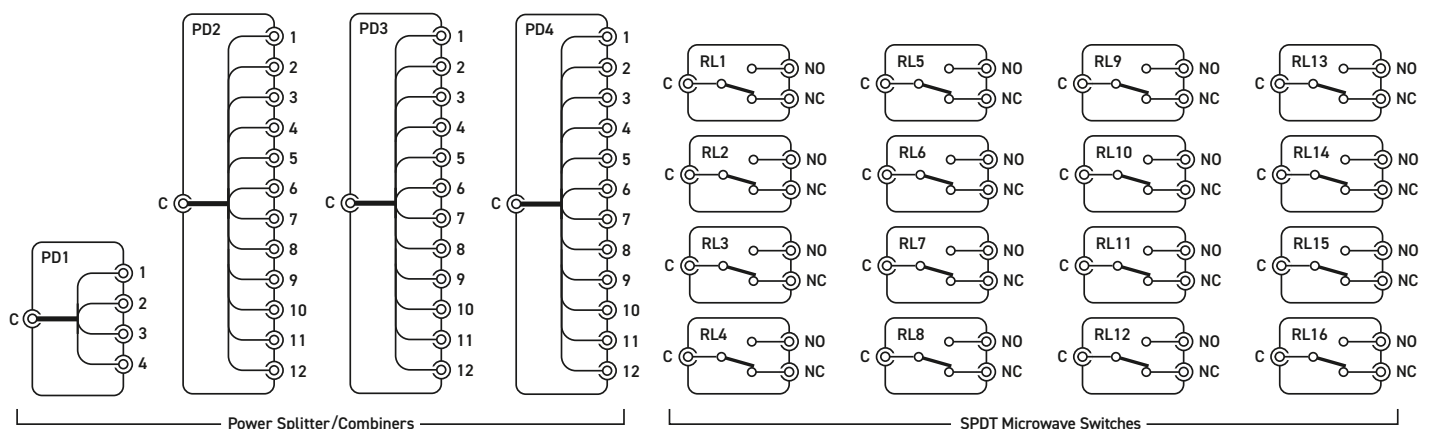 PD1
C
1
2
3
4
PD2
C
1
2
3
4
5
6
7
8
9
10
11
12
PD3
C
1
2
3
4
5
6
7
8
9
10
11
12
PD4
C
1
2
3
4
5
6
7
8
9
10
11
12
RL1
C
NO
NC
RL2
C
NO
NC
RL3
C
NO
NC
RL4
C
NO
NC
RL5
C
NO
NC
RL6
C
NO
NC
RL7
C
NO
NC
RL8
C
NO
NC
RL9
C
NO
NC
RL10
C
NO
NC
RL11
C
NO
NC
RL12
C
NO
NC
RL13
C
NO
NC
RL14
C
NO
NC
RL15
C
NO
NC
RL16
C
NO
NC
Power Splitter/Combiners
SPDT Microwave Switches